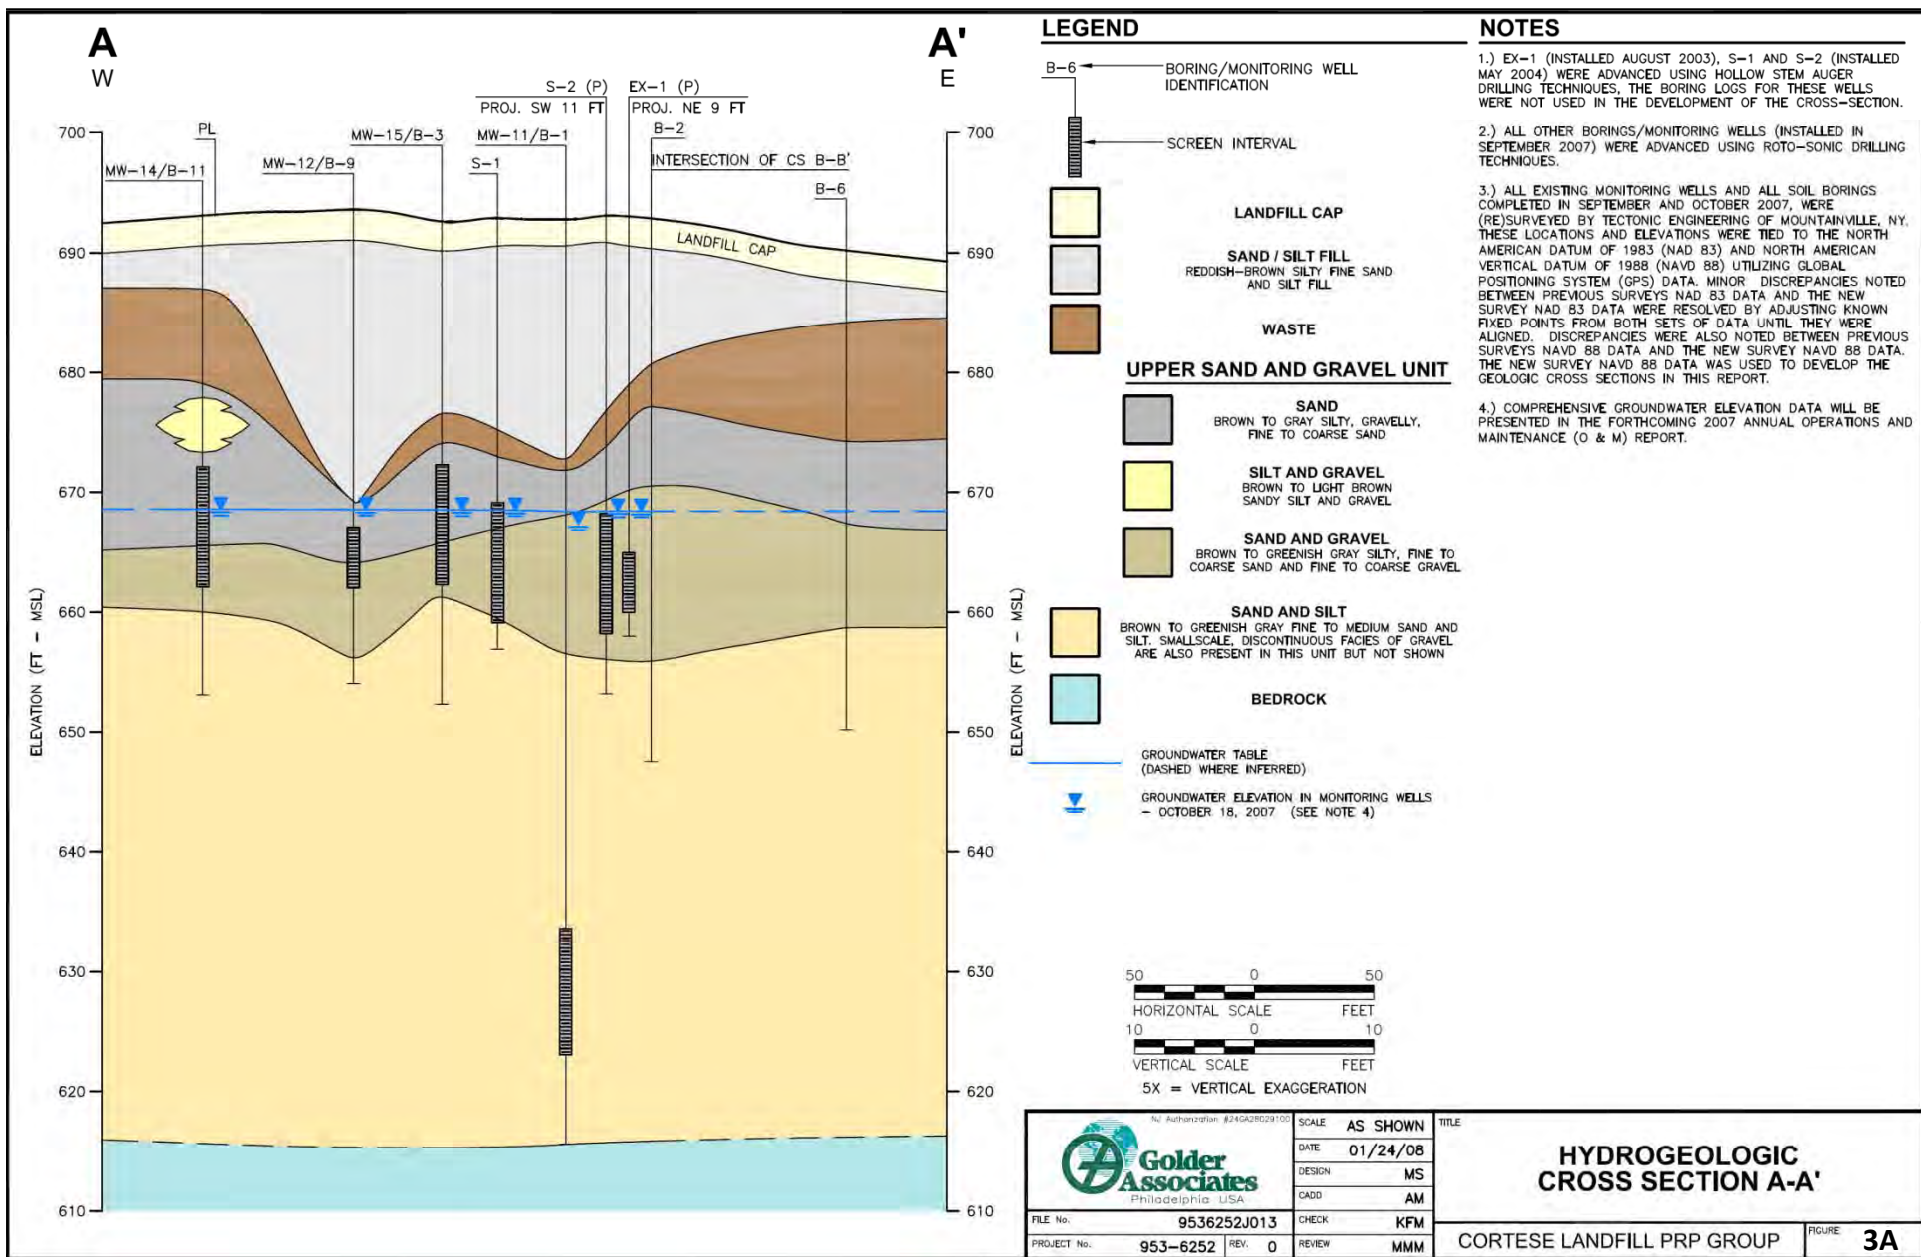 A
W
A'
E
S-2 (P)
PROJ. SW 11 FT
EX-1 (P)
PROJ. NE 9 FT
PL
MW-15/B-3
MW-11/B-1
B-2
MW-14/B-11
MW-12/B-9
S-1
INTERSECTION OF CS B-B'
B-6
LANDFILL CAP
700
690
680
670
660
650
640
630
620
610
ELEVATION (FT - MSL)
700
690
680
670
660
650
640
630
620
610
ELEVATION (FT - MSL)
LEGEND
B-6
BORING/MONITORING WELL
IDENTIFICATION
SCREEN INTERVAL
LANDFILL CAP
SAND / SILT FILL
REDDISH-BROWN SILTY FINE SAND
AND SILT FILL
WASTE
UPPER SAND AND GRAVEL UNIT
SAND
BROWN TO GRAY SILTY, GRAVELLY,
FINE TO COARSE SAND
SILT AND GRAVEL
BROWN TO LIGHT BROWN
SANDY SILT AND GRAVEL
SAND AND GRAVEL
BROWN TO GREENISH GRAY SILTY, FINE TO
COARSE SAND AND FINE TO COARSE GRAVEL
SAND AND SILT
BROWN TO GREENISH GRAY FINE TO MEDIUM SAND AND
SILT. SMALLSCALE, DISCONTINUOUS FACIES OF GRAVEL
ARE ALSO PRESENT IN THIS UNIT BUT NOT SHOWN
BEDROCK
GROUNDWATER TABLE
(DASHED WHERE INFERRED)
GROUNDWATER ELEVATION IN MONITORING WELLS
- OCTOBER 18, 2007 (SEE NOTE 4)
NOTES
1.) EX-1 (INSTALLED AUGUST 2003), S-1 AND S-2 (INSTALLED
MAY 2004) WERE ADVANCED USING HOLLOW STEM AUGER
DRILLING TECHNIQUES, THE BORING LOGS FOR THESE WELLS
WERE NOT USED IN THE DEVELOPMENT OF THE CROSS-SECTION.
2.) ALL OTHER BORINGS/MONITORING WELLS (INSTALLED IN
SEPTEMBER 2007) WERE ADVANCED USING ROTO-SONIC DRILLING
TECHNIQUES.
3.) ALL EXISTING MONITORING WELLS AND ALL SOIL BORINGS
COMPLETED IN SEPTEMBER AND OCTOBER 2007, WERE
(RE)SURVEYED BY TECTONIC ENGINEERING OF MOUNTAINVILLE, NY.
THESE LOCATIONS AND ELEVATIONS WERE TIED TO THE NORTH
AMERICAN DATUM OF 1983 (NAD 83) AND NORTH AMERICAN
VERTICAL DATUM OF 1988 (NAVD 88) UTILIZING GLOBAL
POSITIONING SYSTEM (GPS) DATA. MINOR DISCREPANCIES NOTED
BETWEEN PREVIOUS SURVEYS NAD 83 DATA AND THE NEW
SURVEY NAD 83 DATA WERE RESOLVED BY ADJUSTING KNOWN
FIXED POINTS FROM BOTH SETS OF DATA UNTIL THEY WERE
ALIGNED. DISCREPANCIES WERE ALSO NOTED BETWEEN PREVIOUS
SURVEYS NAVD 88 DATA AND THE NEW SURVEY NAVD 88 DATA.
THE NEW SURVEY NAVD 88 DATA WAS USED TO DEVELOP THE
GEOLOGIC CROSS SECTIONS IN THIS REPORT.
4.) COMPREHENSIVE GROUNDWATER ELEVATION DATA WILL BE
PRESENTED IN THE FORTHCOMING 2007 ANNUAL OPERATIONS AND
MAINTENANCE (O & M) REPORT.
50 0 50
HORIZONTAL SCALE FEET
10 0 10
VERTICAL SCALE FEET
5X = VERTICAL EXAGGERATION
NJ Authorization #24GA28029100
Golder
Associates
Philadelphia USA
FILE No. 9536252J013
PROJECT No. 953-6252 REV. 0
SCALE AS SHOWN
DATE 01/24/08
DESIGN MS
CADD AM
CHECK KFM
REVIEW MMM
TITLE
HYDROGEOLOGIC
CROSS SECTION A-A'
CORTESE LANDFILL PRP GROUP
FIGURE 3A